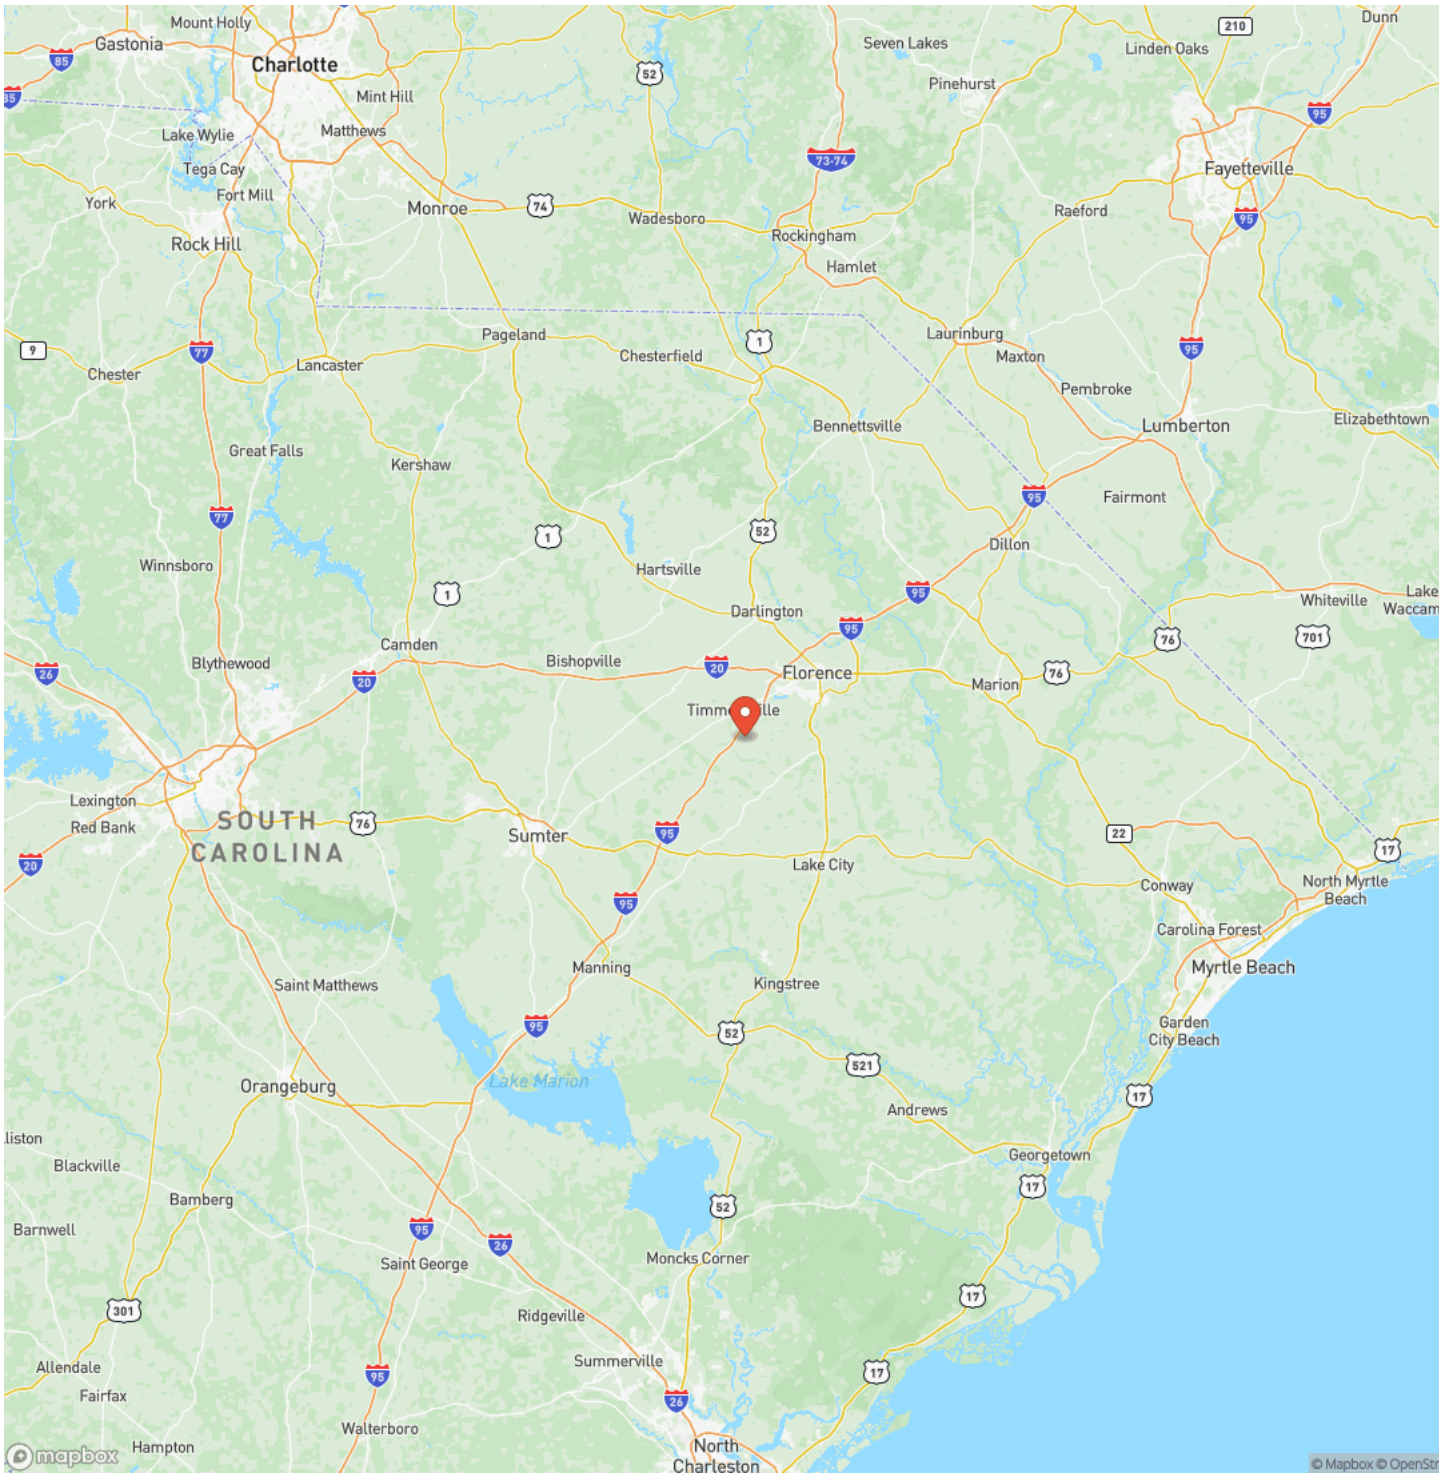 Mount Holly
Gastonia
85
Charlotte
85
Mint Hill
Matthews
Lake Wylie
Tega Cay
Fort Mill
York
Rock Hill
Monroe
74
52
Seven Lakes
Pinehurst
73-74
Wadesboro
Rockingham
Hamlet
Linden Oaks
210
Dunn
95
Fayetteville
95
Raeford
9
Chester
77
Lancaster
Pageland
Chesterfield
1
Laurinburg
Maxton
95
Pembroke
Lumberton
Elizabethtown
Bennettsville
Great Falls
Kershaw
77
1
52
95
Fairmont
Dillon
Winnsboro
1
Hartsville
Darlington
95
95
Whiteville
Lake
Waccam
76
701
Camden
Blythewood
26
20
Bishopville
20
Florence
Marion
76
Lexington
Red Bank
20
SOUTH
CAROLINA
76
Sumter
95
Lake City
22
Conway
17
North Myrtle
Beach
Carolina Forest
Myrtle Beach
95
Manning
Kingstree
Saint Matthews
95
52
Garden
City Beach
521
17
Orangeburg
Lake Marion
Andrews
Georgetown
17
liston
Blackville
Bamberg
Barnwell
95
26
Saint George
52
Moncks Corner
301
Ridgeville
17
Allendale
Fairfax
95
Summerville
17
26
Walterboro
Hampton
North
Charleston
mapbox
© Mapbox © OpenStr